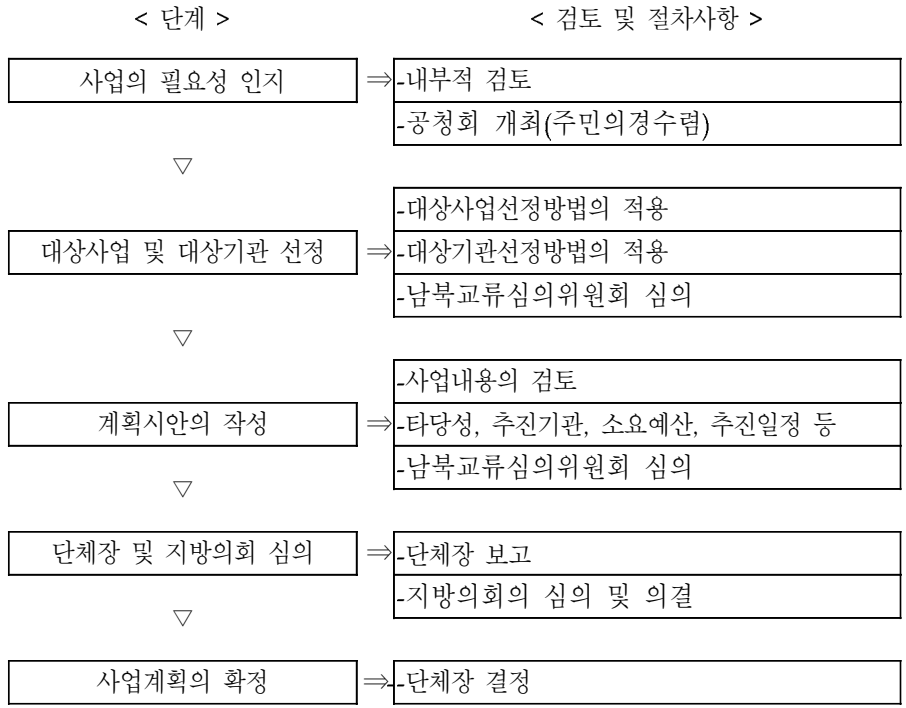 < 단계 > < 검토 및 절차사항 >
사업의 필요성 인지 ⇒ -내부적 검토
-공청회 개최(주민의경수렴)
▽
-대상사업선정방법의 적용
대상사업 및 대상기관 선정 ⇒ -대상기관선정방법의 적용
-남북교류심의위원회 심의
▽
-사업내용의 검토
계획시안의 작성 ⇒ -타당성, 추진기관, 소요예산, 추진일정 등
-남북교류심의위원회 심의
▽
단체장 및 지방의회 심의 ⇒ -단체장 보고
-지방의회의 심의 및 의결
▽
사업계획의 확정 ⇒ -단체장 결정